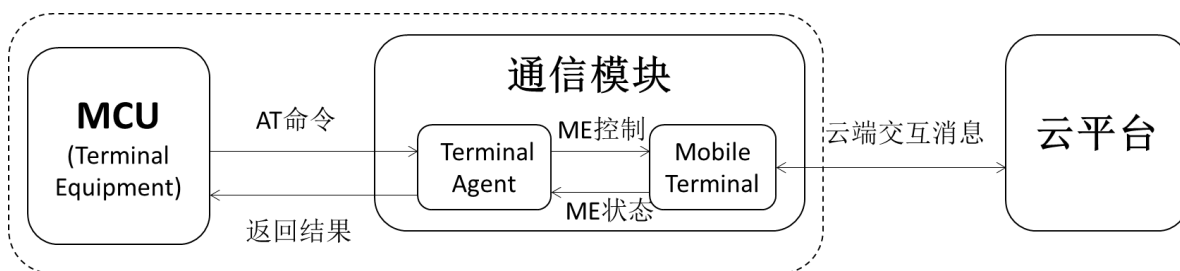 通信模块
MCU
(Terminal
Equipment)
AT命令
返回结果
Terminal
Agent
ME控制
ME状态
Mobile
Terminal
云端交互消息
云平台